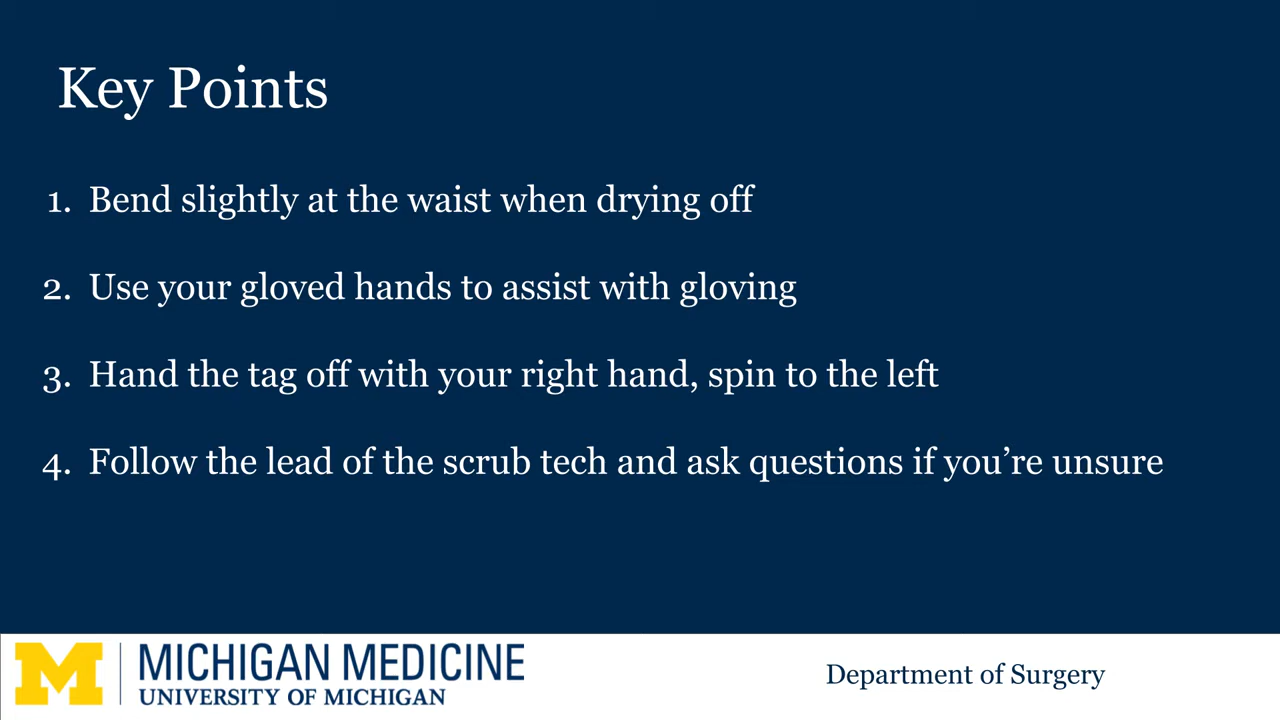 Key Points
1. Bend slightly at the waist when drying off
2. Use your gloved hands to assist with gloving
3. Hand the tag off with your right hand, spin to the left
4. Follow the lead of the scrub tech and ask questions if you’re unsure
M
MICHIGAN MEDICINE
UNIVERSITY OF MICHIGAN
Department of Surgery